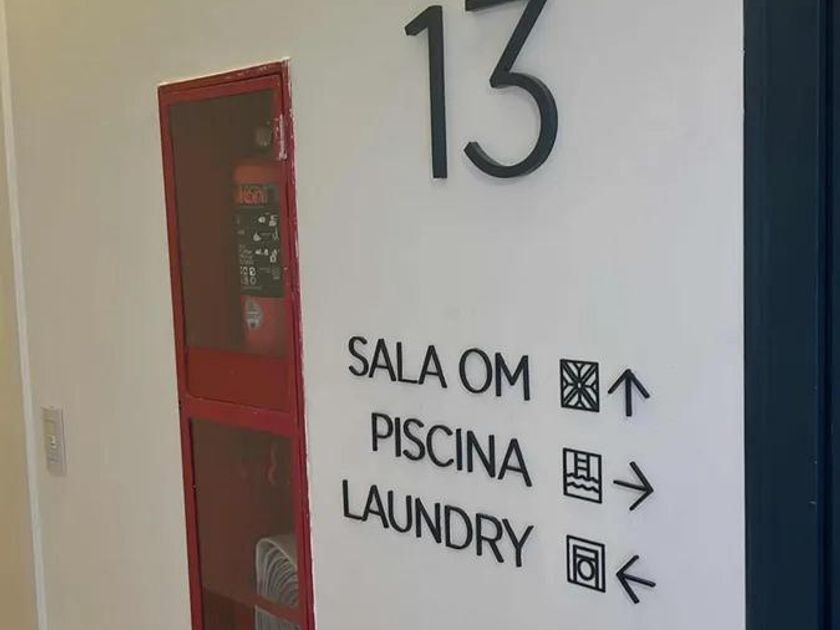 13
SALA OM
PISCINA
LAUNDRY